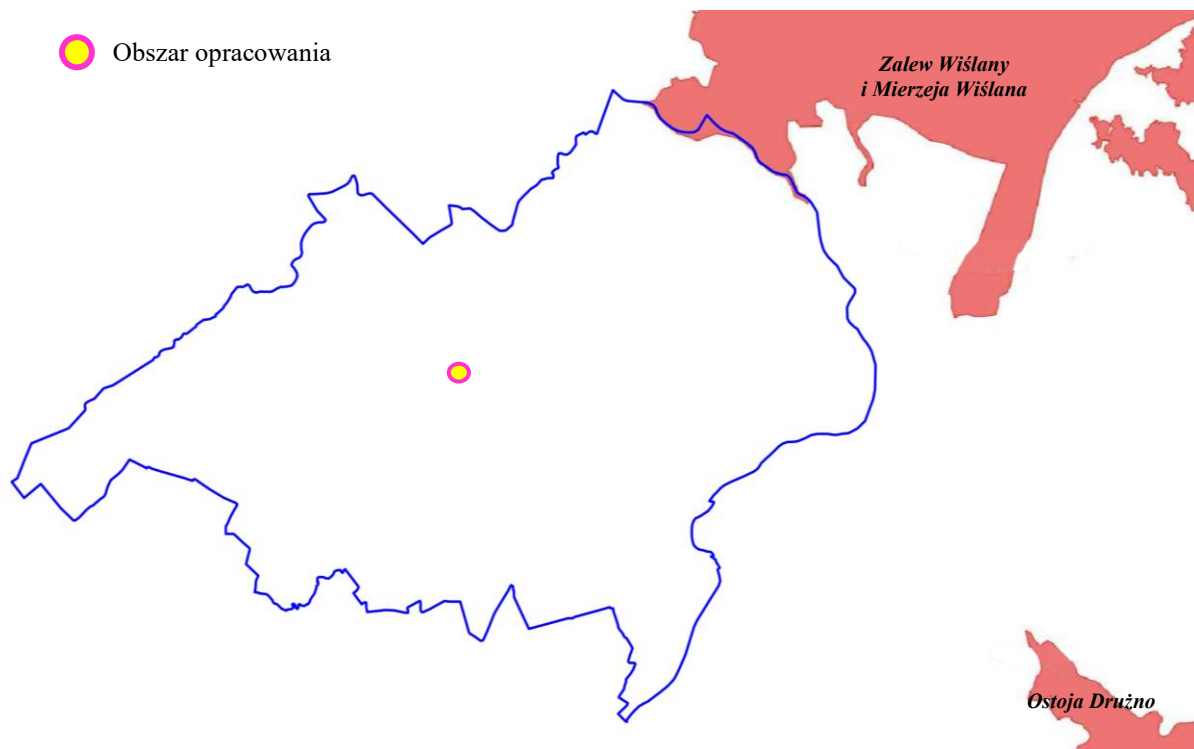 Obszar opracowania
Zalew Wiślany
i Mierzeja Wiślana
Ostoja Drużno